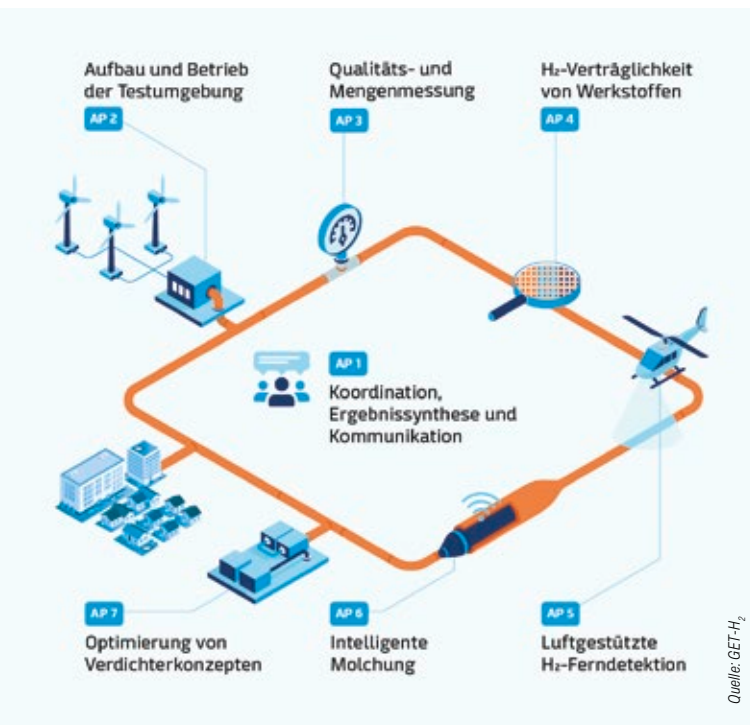 Aufbau und Betrieb
der Testumgebung
AP 2
Qualitäts- und
Mengenmessung
AP 3
H₂-Verträglichkeit
von Werkstoffen
AP 4
AP 1
Koordination,
Ergebnissynthese und
Kommunikation
AP 7
Optimierung von
Verdichterkonzepten
AP 6
Intelligente
Molchung
AP 5
Luftgestützte
H₂-Ferndetektion
Quelle: GET-H₂